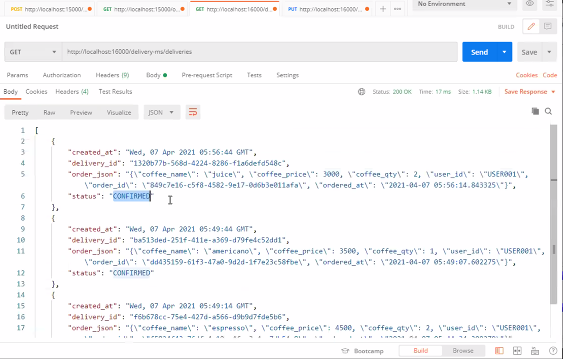 POST http://localhost:15000/
GET http://localhost:15000/o...
GET http://localhost:16000/d...
PUT http://localhost:16000/...
No Environment
Untitled Request
BUILD
GET
http://localhost:16000/delivery-ms/deliveries
Send
Save
Params
Authorization
Headers (9)
Body
Pre-request Script
Tests
Settings
Cookies
Code
Body
Cookies
Headers (4)
Test Results
Status: 200 OK
Time: 17 ms
Size: 1.14 KB
Save Response
Pretty
Raw
Preview
Visualize
JSON
1 [
2 {
3 "created_at": "Wed, 07 Apr 2021 05:56:44 GMT",
4 "delivery_id": "1320b77b-568d-4224-8286-f1a6defd548c",
5 "order_json": "{\"coffee_name\": \"juice\", \"coffee_price\": 3000, \"coffee_qty\": 2, \"user_id\": \"USER001\",
\"order_id\": \"849c7e16-c5f8-4582-9e17-0d6b3e011afa\", \"ordered_at\": \"2021-04-07 05:56:14.843325\"}",
6 "status": "CONFIRMED"
7 },
8 {
9 "created_at": "Wed, 07 Apr 2021 05:49:44 GMT",
10 "delivery_id": "ba513ded-251f-411e-a369-d79fe4c52dd1",
11 "order_json": "{\"coffee_name\": \"americano\", \"coffee_price\": 3500, \"coffee_qty\": 1, \"user_id\": \"USER001\",
\"order_id\": \"dd435159-61f3-47a0-9d2d-1f7e23c58fbe\", \"ordered_at\": \"2021-04-07 05:49:07.602275\"}",
12 "status": "CONFIRMED"
13 },
14 {
15 "created_at": "Wed, 07 Apr 2021 05:49:14 GMT",
16 "delivery_id": "f6b678cc-75e4-427d-a566-d9b9d7fde5b6",
17 "order_json": "{\"coffee_name\": \"espresso\", \"coffee_price\": 4500, \"coffee_qty\": 2, \"user_id\": \"USER001\",
Bootcamp
Build
Browse